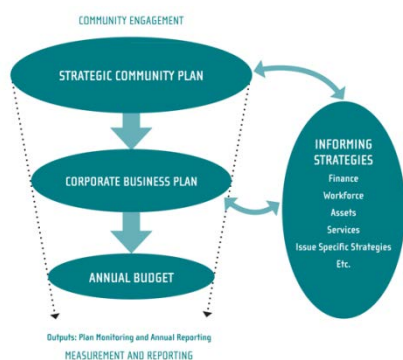 COMMUNITY ENGAGEMENT
STRATEGIC COMMUNITY PLAN
CORPORATE BUSINESS PLAN
ANNUAL BUDGET
INFORMING
STRATEGIES
Finance
Workforce
Assets
Services
Issue Specific Strategies
Etc.
Outputs: Plan Monitoring and Annual Reporting
MEASUREMENT AND REPORTING